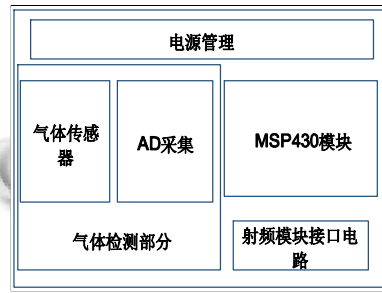 电源管理
气体传感
器
AD采集
MSP430模块
气体检测部分
射频模块接口电
路